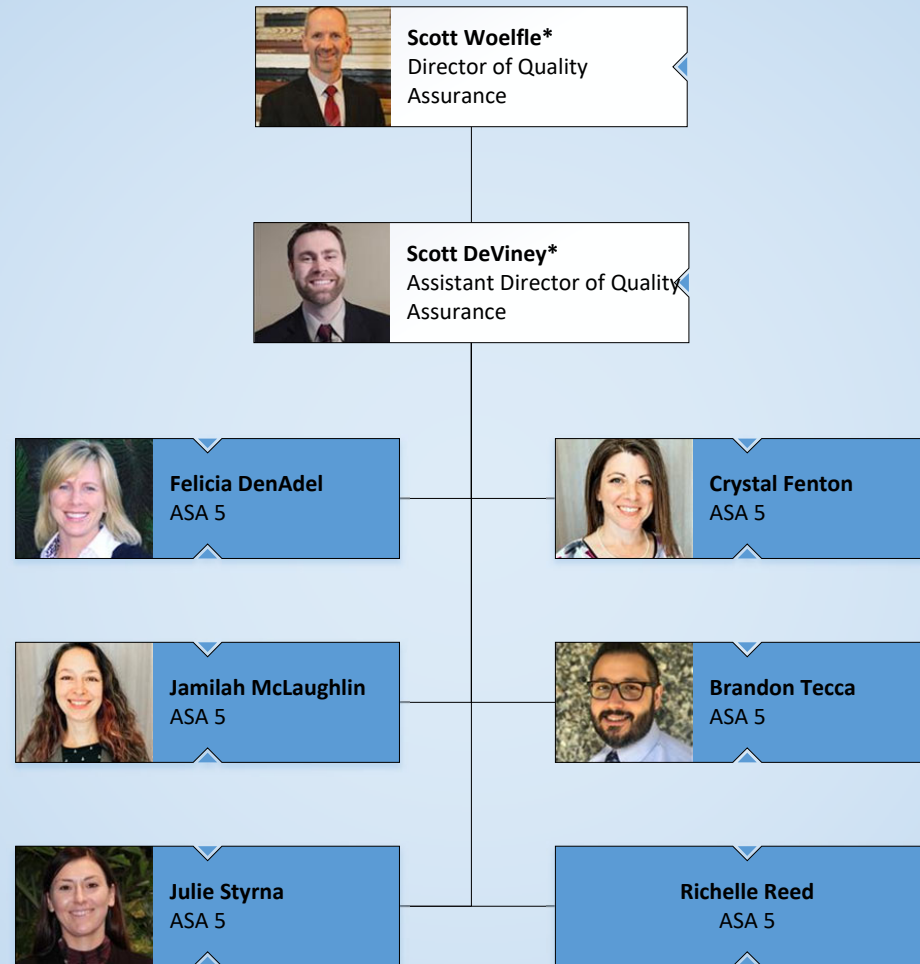 Scott Woelfle*
Director of Quality
Assurance
Scott DeViney*
Assistant Director of Quality
Assurance
Felicia DenAdel
ASA 5
Crystal Fenton
ASA 5
Jamilah McLaughlin
ASA 5
Brandon Tecca
ASA 5
Julie Styrna
ASA 5
Richelle Reed
ASA 5